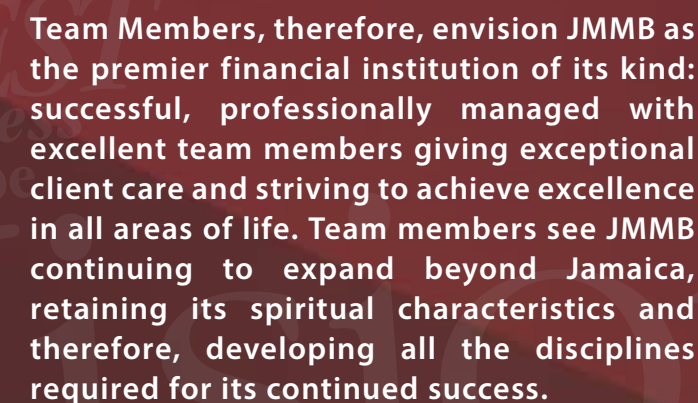 Team Members, therefore, envision JMMB as
the premier financial institution of its kind:
successful, professionally managed with
excellent team members giving exceptional
client care and striving to achieve excellence
in all areas of life. Team members see JMMB
continuing to expand beyond Jamaica,
retaining its spiritual characteristics and
therefore, developing all the disciplines
required for its continued success.